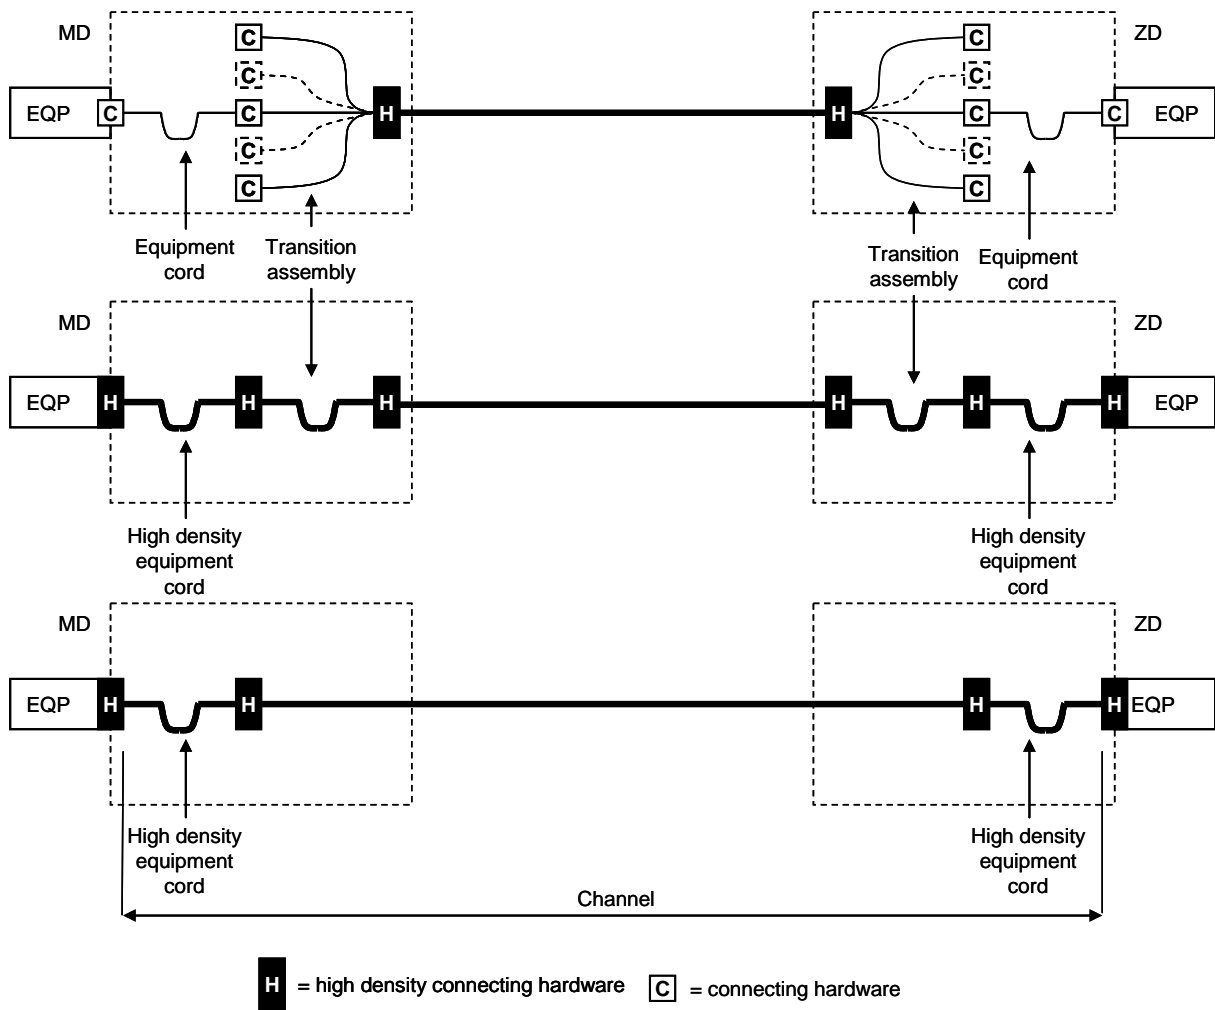 MD
ZD
C
C
C
C
EQP
C
C
H
H
C
C
EQP
C
C
C
C
Equipment
cord
Transition
assembly
Transition
assembly
Equipment
cord
MD
ZD
EQP
H
H
H
H
H
H
EQP
High density
equipment
cord
High density
equipment
cord
MD
ZD
EQP
H
H
H
H
EQP
High density
equipment
cord
High density
equipment
cord
Channel
H = high density connecting hardware
C = connecting hardware